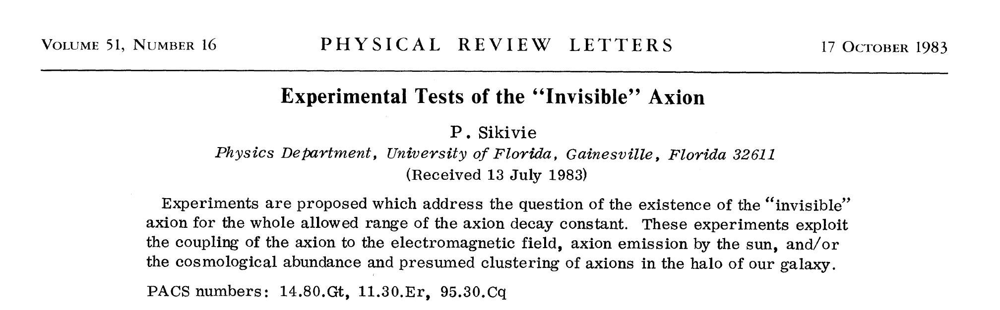 VOLUME 51, NUMBER 16 PHYSICAL REVIEW LETTERS 17 OCTOBER 1983
Experimental Tests of the “Invisible” Axion
P. Sikivie
Physics Department, University of Florida, Gainesville, Florida 32611
(Received 13 July 1983)
Experiments are proposed which address the question of the existence of the “invisible”
axion for the whole allowed range of the axion decay constant. These experiments exploit
the coupling of the axion to the electromagnetic field, axion emission by the sun, and/or
the cosmological abundance and presumed clustering of axions in the halo of our galaxy.
PACS numbers: 14.80.Gt, 11.30.Er, 95.30.Cq